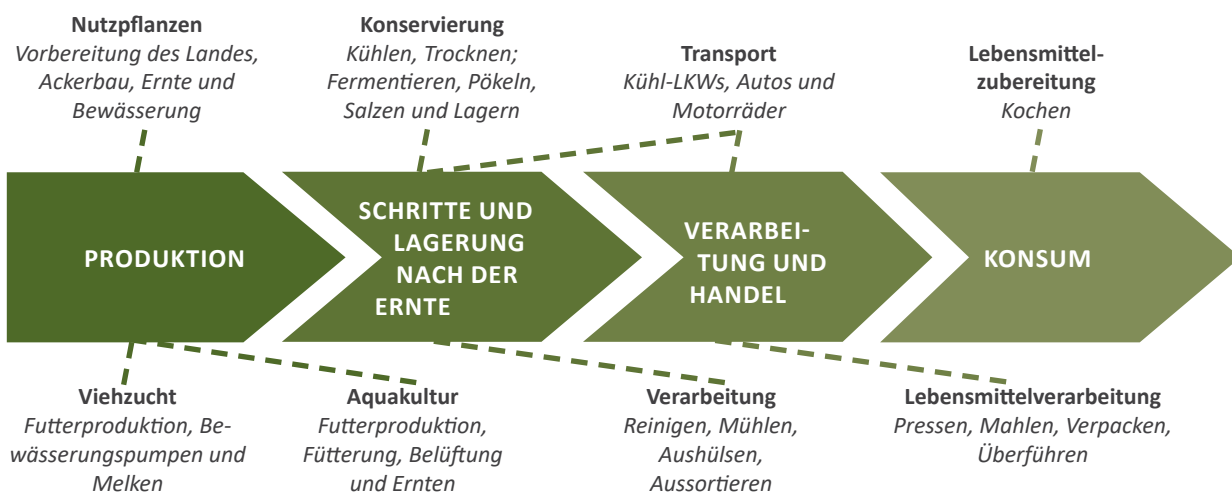 Nutzpflanzen
Vorbereitung des Landes,
Ackerbau, Ernte und
Bewässerung
Konservierung
Kühlen, Trocknen;
Fermentieren, Pökeln,
Salzen und Lagern
Transport
Kühl-LKWs, Autos und
Motorräder
Lebensmittel-
zubereitung
Kochen
PRODUKTION
SCHRITTE UND
LAGERUNG
NACH DER
ERNTE
VERARBEI-
TUNG UND
HANDEL
KONSUM
Viehzucht
Futterproduktion, Be-
wässerungspumpen und
Melken
Aquakultur
Futterproduktion,
Fütterung, Belüftung
und Ernten
Verarbeitung
Reinigen, Mühlen,
Aushülsen,
Aussortieren
Lebensmittelverarbeitung
Pressen, Mahlen, Verpacken,
Überführen